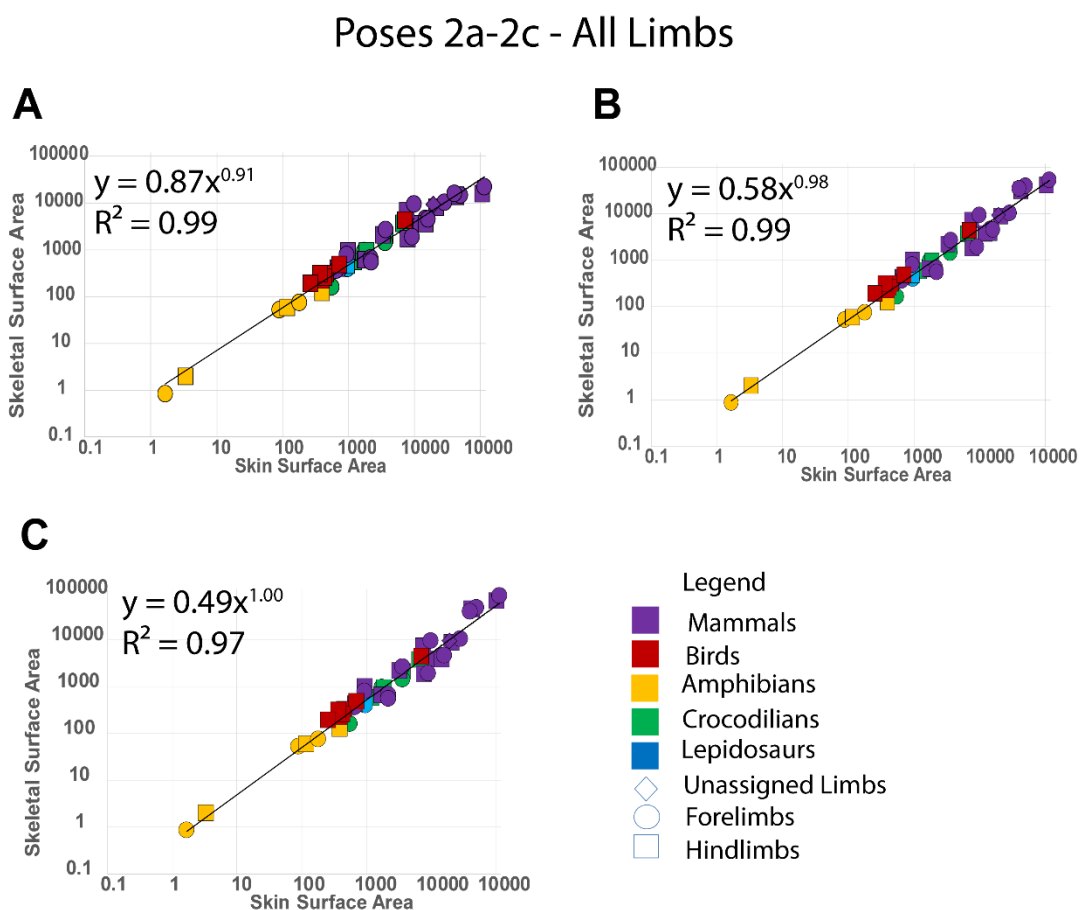 Poses 2a-2c - All Limbs
A
100000
10000
1000
100
10
1
0.1
Skeletal Surface Area
y = 0.87x^0.91
R² = 0.99
0.1 1 10 100 1000 10000 10000
Skin Surface Area
B
100000
10000
1000
100
10
1
0.1
Skeletal Surface Area
y = 0.58x^0.98
R² = 0.99
0.1 1 10 100 1000 10000 10000
Skin Surface Area
C
100000
10000
1000
100
10
1
0.1
Skeletal Surface Area
y = 0.49x^1.00
R² = 0.97
0.1 1 10 100 1000 10000 10000
Skin Surface Area
Legend
Mammals
Birds
Amphibians
Crocodilians
Lepidosaurs
Unassigned Limbs
Forelimbs
Hindlimbs